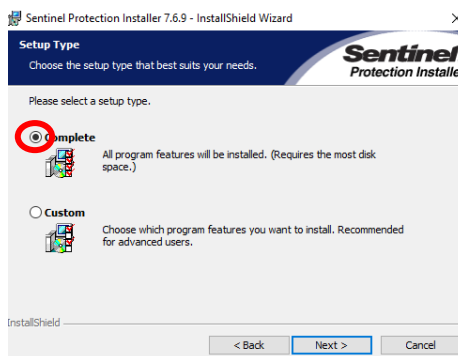 Sentinel Protection Installer 7.6.9 - InstallShield Wizard
Setup Type
Choose the setup type that best suits your needs.
Sentinel
Protection Installe
Please select a setup type.
Complete
All program features will be installed. (Requires the most disk
space.)
Custom
Choose which program features you want to install. Recommended
for advanced users.
InstallShield
< Back
Next >
Cancel